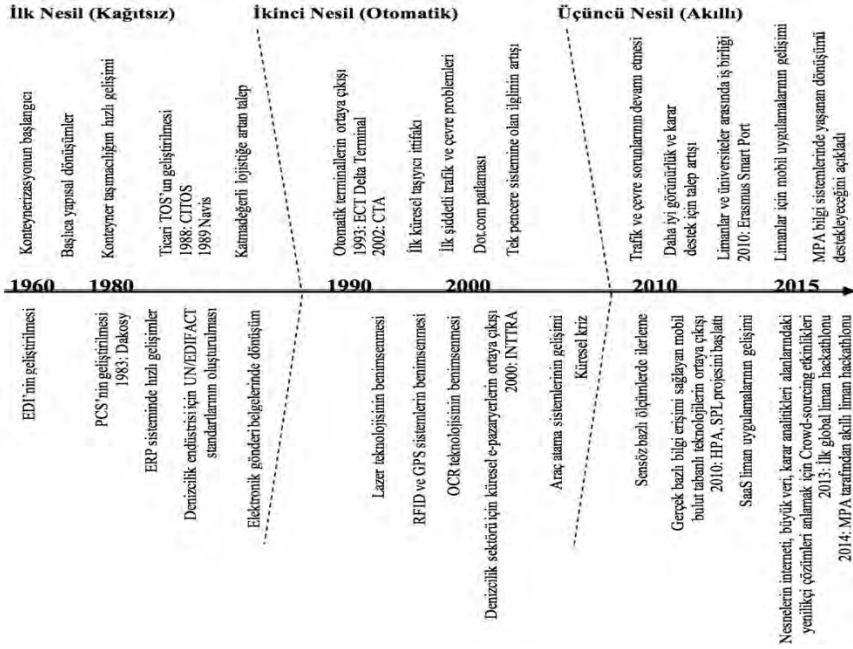 İlk Nesil (Kağıtsız)
İkinci Nesil (Otomatik)
Üçüncü Nesil (Akıllı)
Konteynerizasyonun başlangıcı
Başlıca yapısal dönüşümler
Konteyner taşımacılığın hızlı gelişimi
Ticari TOS'un geliştirilmesi
1988: CITOS
1989 Navis
Katmadeğerli lojistiğe artan talep
Otomatik terminallerin ortaya çıkışı
1993: ECT Delta Terminal
2002: CTA
İlk küresel taşıyıcı ittifakı
İlk şiddetli trafik ve çevre problemleri
Dot.com patlaması
Tek pencere sistemine olan ilginin artışı
Trafik ve çevre sorunlarının devam etmesi
Daha iyi görünürlük ve karar
destek için talep artışı
Limanlar ve üniversiteler arasında iş birliği
2010: Erasmus Smart Port
Limanlar için mobil uygulamalarının gelişimi
MPA bilgi sistemlerinde yaşanan dönüşümü
destekleyeceğini açıkladı
1960
1980
1990
2000
2010
2015
EDI'nin geliştirilmesi
PCS'nin geliştirilmesi
1983: Dakosy
ERP sisteminde hızlı gelişimler
Denizcilik endüstrisi için UN/EDIFACT
standartlarının oluşturulması
Elektronik gönderi belgelerinde dönüşüm
Lazer teknolojisinin benimsenmesi
RFID ve GPS sistemlerin benimsenmesi
OCR teknolojisinin benimsenmesi
Denizcilik sektörü için küresel e-pazaryerlerin ortaya çıkışı
2000: INTTRA
Araç atama sistemlerinin gelişimi
Küresel kriz
Sensöz bazlı ölçümlerde ilerleme
Gerçek bazlı bilgi erişimi sağlayan mobil
bulut tabanlı teknolojilerin ortaya çıkışı
2010: HPA, SPL projesini başlattı
SaaS liman uygulamalarının gelişimi
Nesnelerin interneti, büyük veri, karar analitikleri alanlarındaki
yenilikçi çözümleri anlamak için Crowd-sourcing etkinlikleri
2013: İlk global liman hackathlonu
2014: MPA tarafından akıllı liman hackathlonu